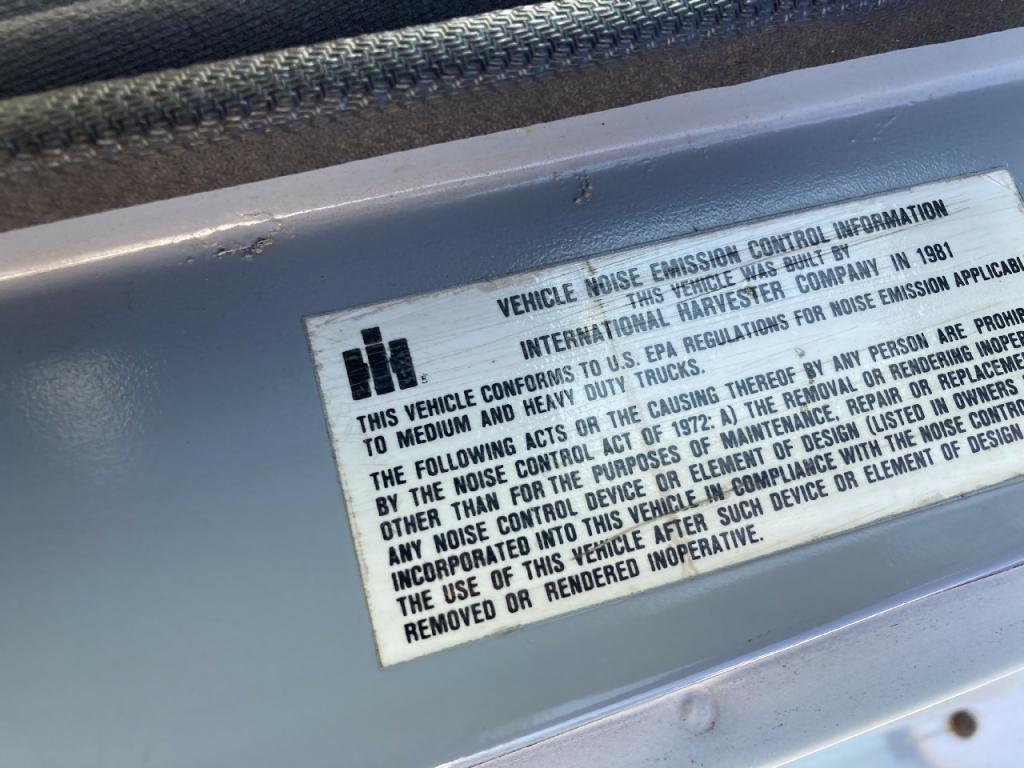 VEHICLE NOISE EMISSION CONTROL INFORMATION
THIS VEHICLE WAS BUILT BY
INTERNATIONAL HARVESTER COMPANY IN 1981
THIS VEHICLE CONFORMS TO U.S. EPA REGULATIONS FOR NOISE EMISSION APPLICABL
TO MEDIUM AND HEAVY DUTY TRUCKS.
THE FOLLOWING ACTS OR THE CAUSING THEREOF BY ANY PERSON ARE PROHIB
BY THE NOISE CONTROL ACT OF 1972: A) THE REMOVAL OR RENDERING INOPER
OTHER THAN FOR THE PURPOSES OF MAINTENANCE, REPAIR OR REPLACEMEN
ANY NOISE CONTROL DEVICE OR ELEMENT OF DESIGN (LISTED IN OWNERS
INCORPORATED INTO THIS VEHICLE IN COMPLIANCE WITH THE NOISE CONTRO
THE USE OF THIS VEHICLE AFTER SUCH DEVICE OR ELEMENT OF DESIGN
REMOVED OR RENDERED INOPERATIVE.